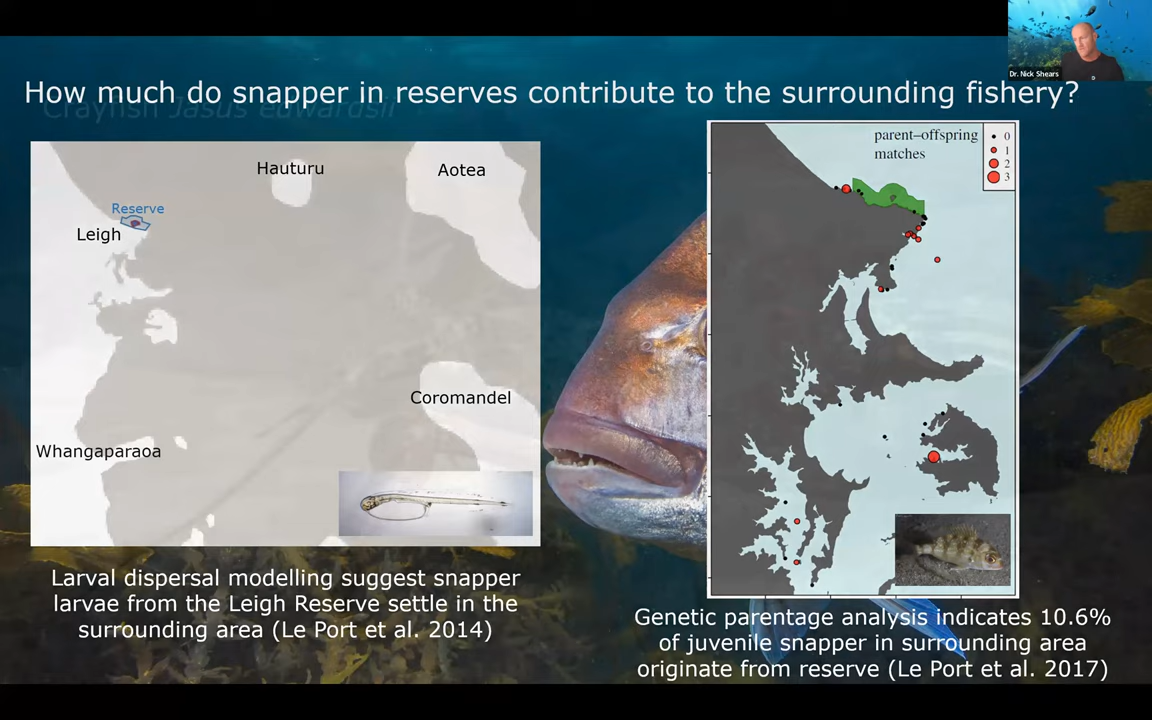 Dr. Nick Shears
How much do snapper in reserves contribute to the surrounding fishery?
Crayfish Jasus edwardsii
Hauturu
Aotea
Reserve
Leigh
Coromandel
Whangaparaoa
parent–offspring
matches
0
1
2
3
Larval dispersal modelling suggest snapper
larvae from the Leigh Reserve settle in the
surrounding area (Le Port et al. 2014)
Genetic parentage analysis indicates 10.6%
of juvenile snapper in surrounding area
originate from reserve (Le Port et al. 2017)